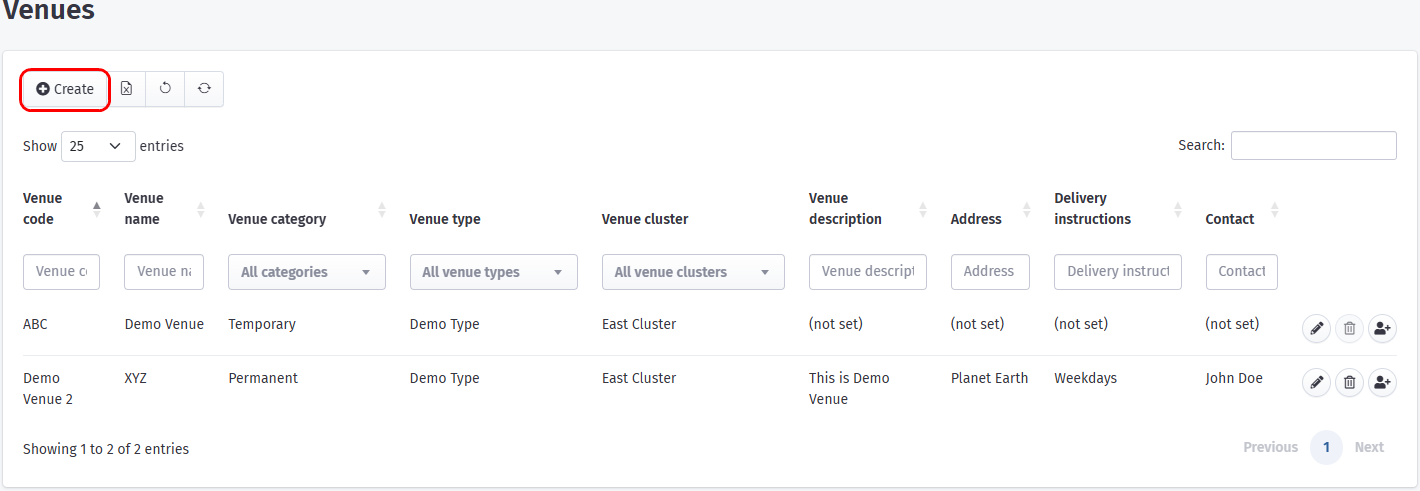 Venues
Create
Show 25 entries
Search:
Venue code Venue name Venue category Venue type Venue cluster Venue description Address Delivery instructions Contact
Venue c Venue na All categories All venue types All venue clusters Venue descript Address Delivery instruct Contact
ABC Demo Venue Temporary Demo Type East Cluster (not set) (not set) (not set) (not set)
Demo Venue 2 XYZ Permanent Demo Type East Cluster This is Demo Venue Planet Earth Weekdays John Doe
Showing 1 to 2 of 2 entries
Previous 1 Next